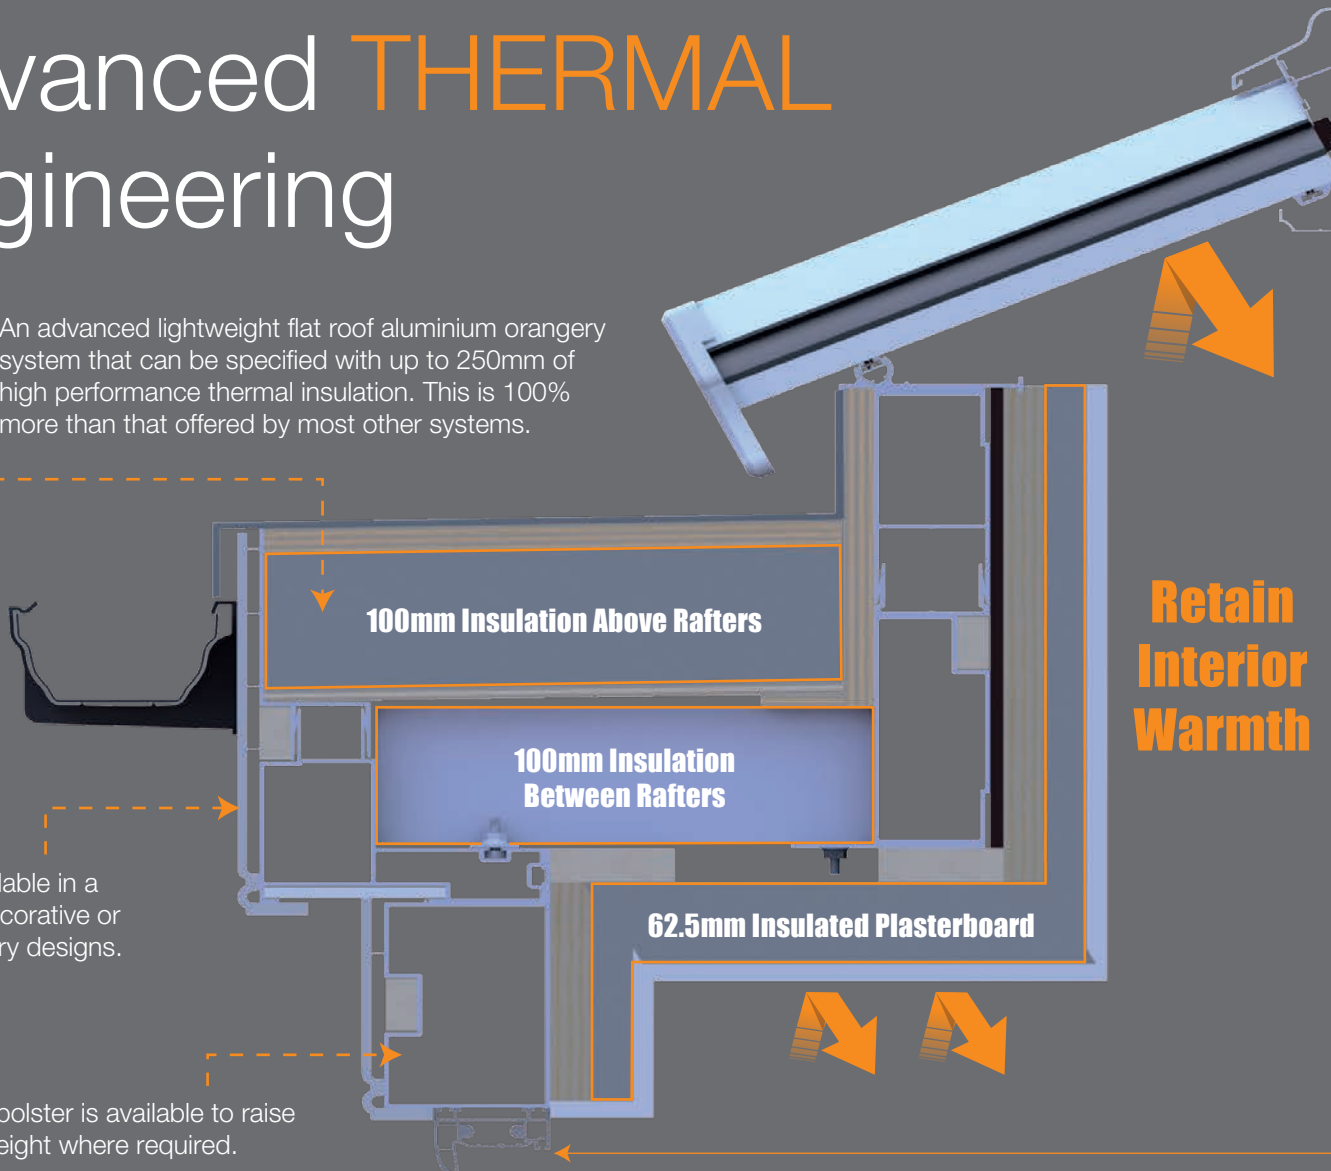 vanced THERMAL
gineering
An advanced lightweight flat roof aluminium orangery
system that can be specified with up to 250mm of
high performance thermal insulation. This is 100%
more than that offered by most other systems.
100mm Insulation Above Rafters
Retain
Interior
Warmth
100mm Insulation
Between Rafters
lable in a
corative or
ry designs.
62.5mm Insulated Plasterboard
bolster is available to raise
eight where required.